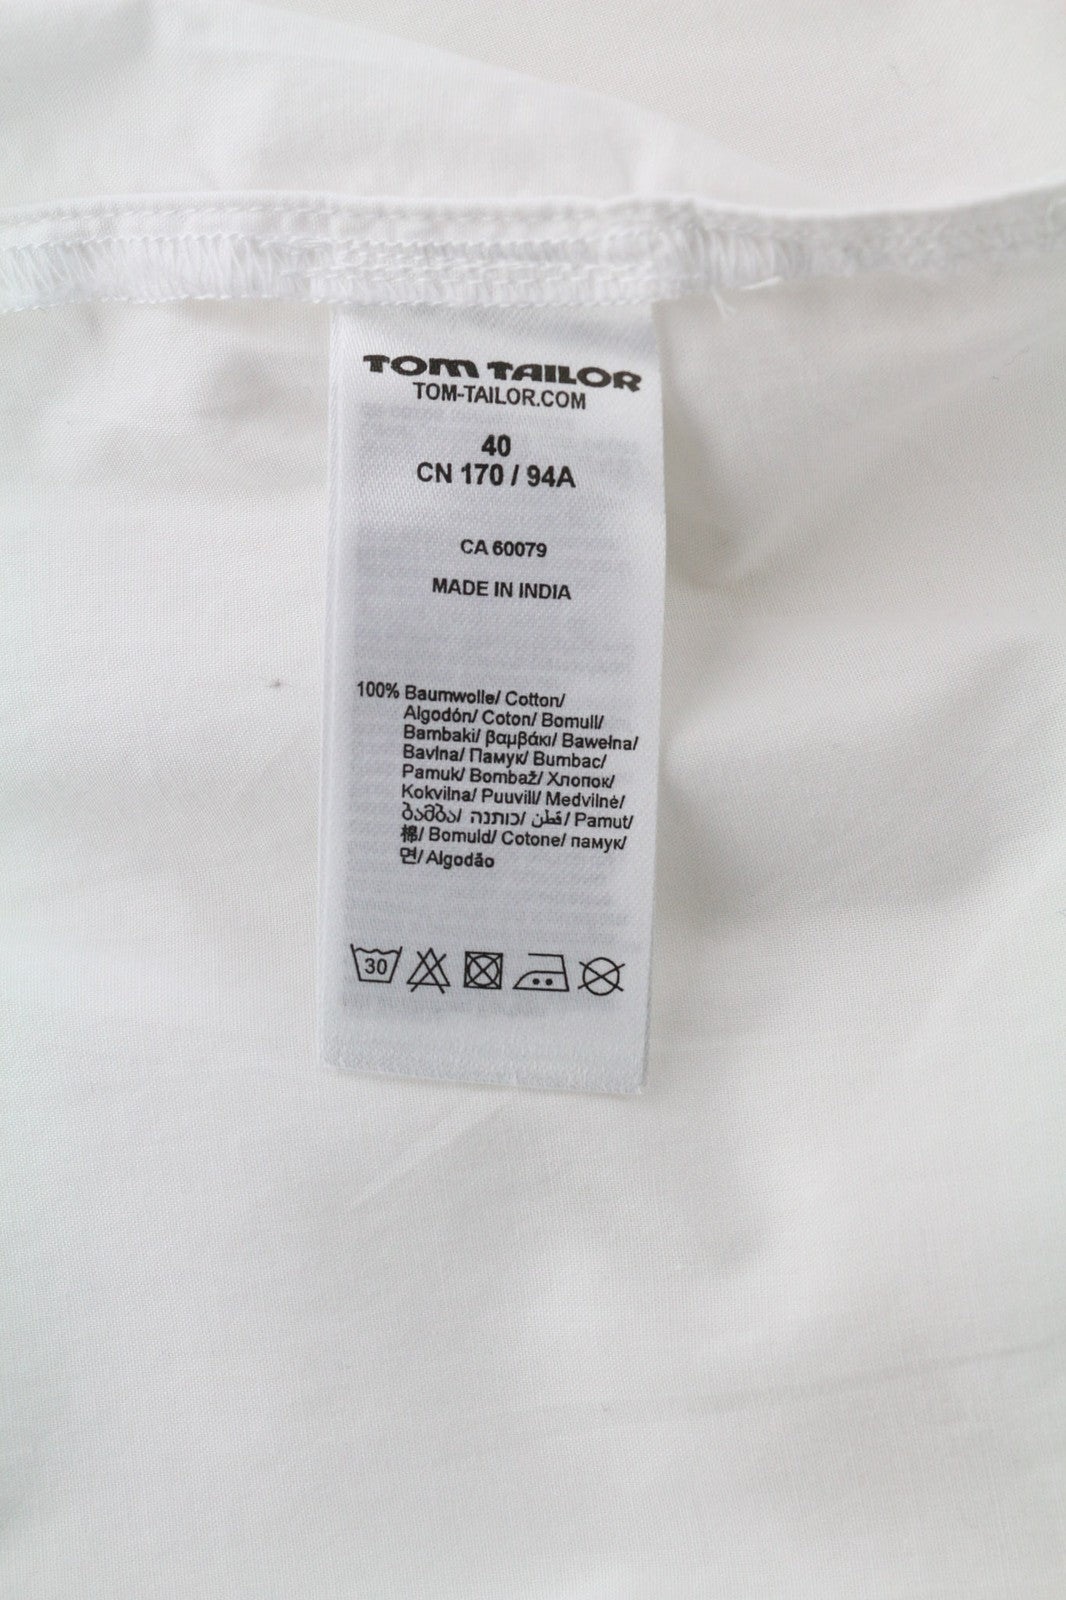 TOM TAILOR
TOM-TAILOR.COM
40
CN 170 / 94A
CA 60079
MADE IN INDIA
100% Baumwolle/ Cotton/
Algodón/ Coton/ Bomull/
Bambaki/ βαμβάκι/ Bawełna/
Bavlna/ Памук/ Bumbac/
Pamuk/ Bombaž/ Хлопок/
Kokvilna/ Puuvill/ Medvilnė/
ბამბა/ כותנה/ قطن/ Pamut/
棉/ Bomuld/ Cotone/ памук/
면/ Algodão
30